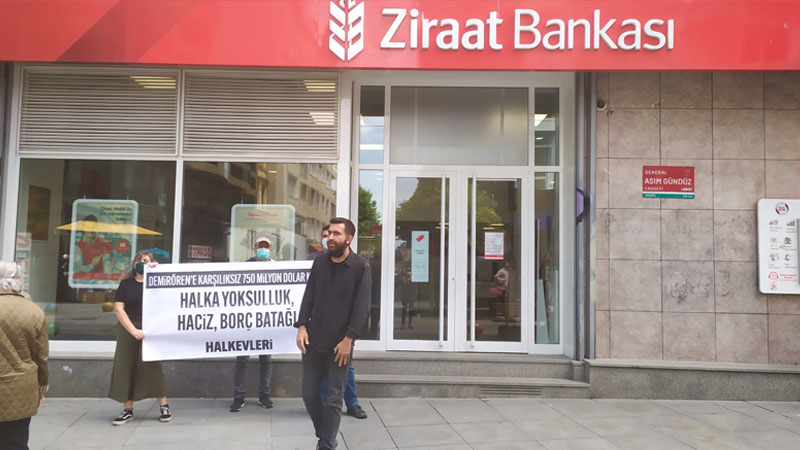 Ziraat Bankası
GENERAL
ASIM GÜNDÜZ
CADDESİ
DEMİRÖREN'E KARŞILIKSIZ 750 MİLYON DOLAR
HALKA YOKSULLUK,
HACİZ, BORÇ BATAĞI
HALKEVLERİ